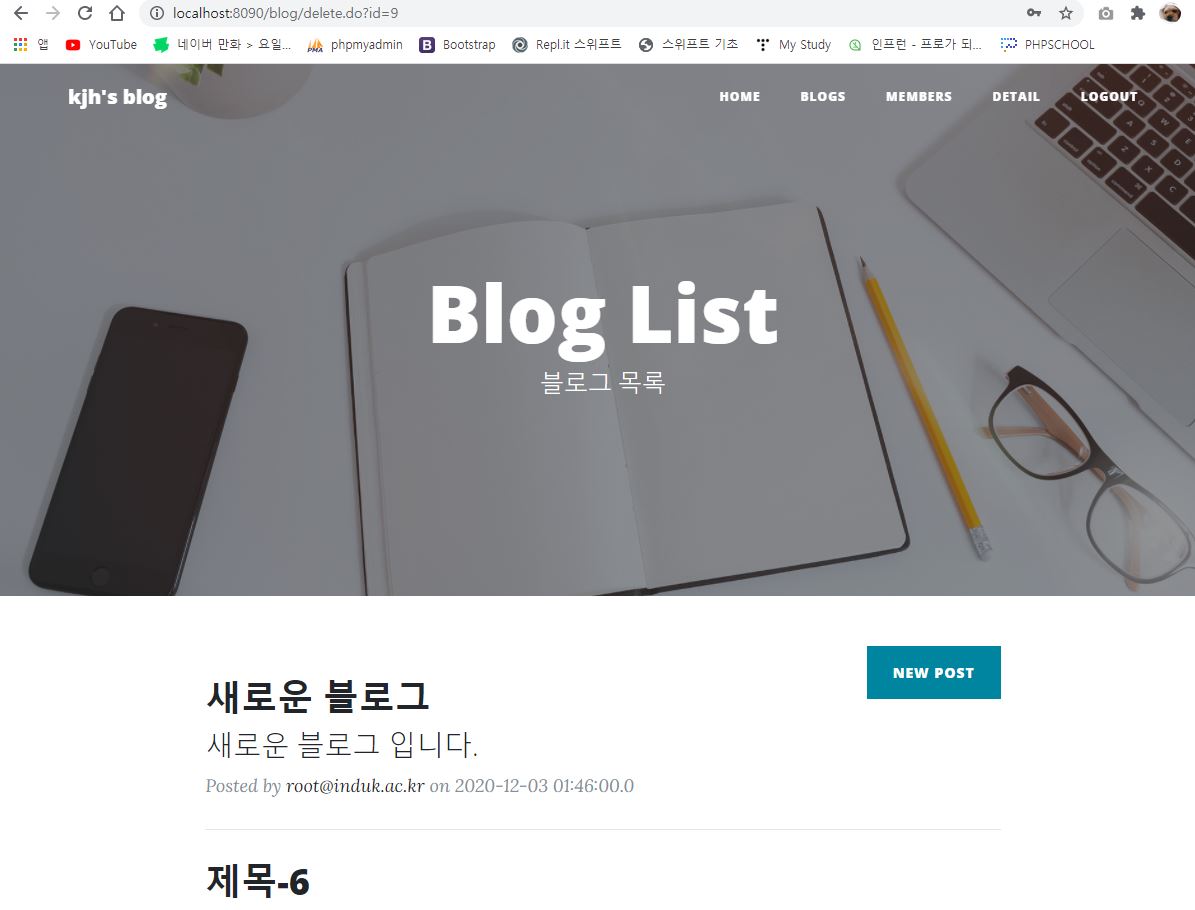 localhost:8090/blog/delete.do?id=9
앱 YouTube 네이버 만화 > 요일... phpmyadmin Bootstrap Repl.it 스위프트 스위프트 기초 My Study 인프런 - 프로가 되... PHPSCHOOL
kjh's blog HOME BLOGS MEMBERS DETAIL LOGOUT
Blog List
블로그 목록
NEW POST
새로운 블로그
새로운 블로그 입니다.
Posted by root@induk.ac.kr on 2020-12-03 01:46:00.0
제목-6